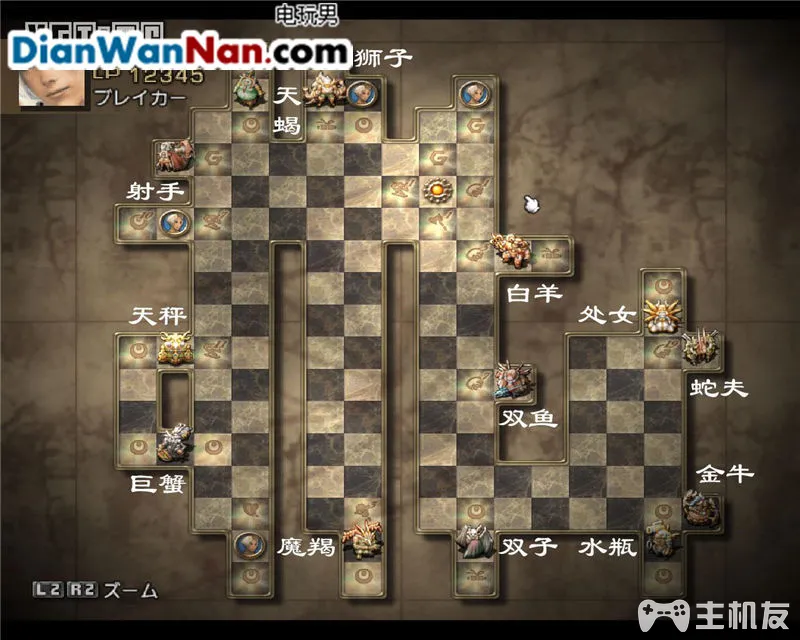 电玩男
DianWanNan.com
狮子
LP 12345
ブレイカー
天蝎
射手
白羊
天秤
处女
蛇夫
双鱼
金牛
巨蟹
魔羯
双子
水瓶
L2 R2 ズーム
主机友